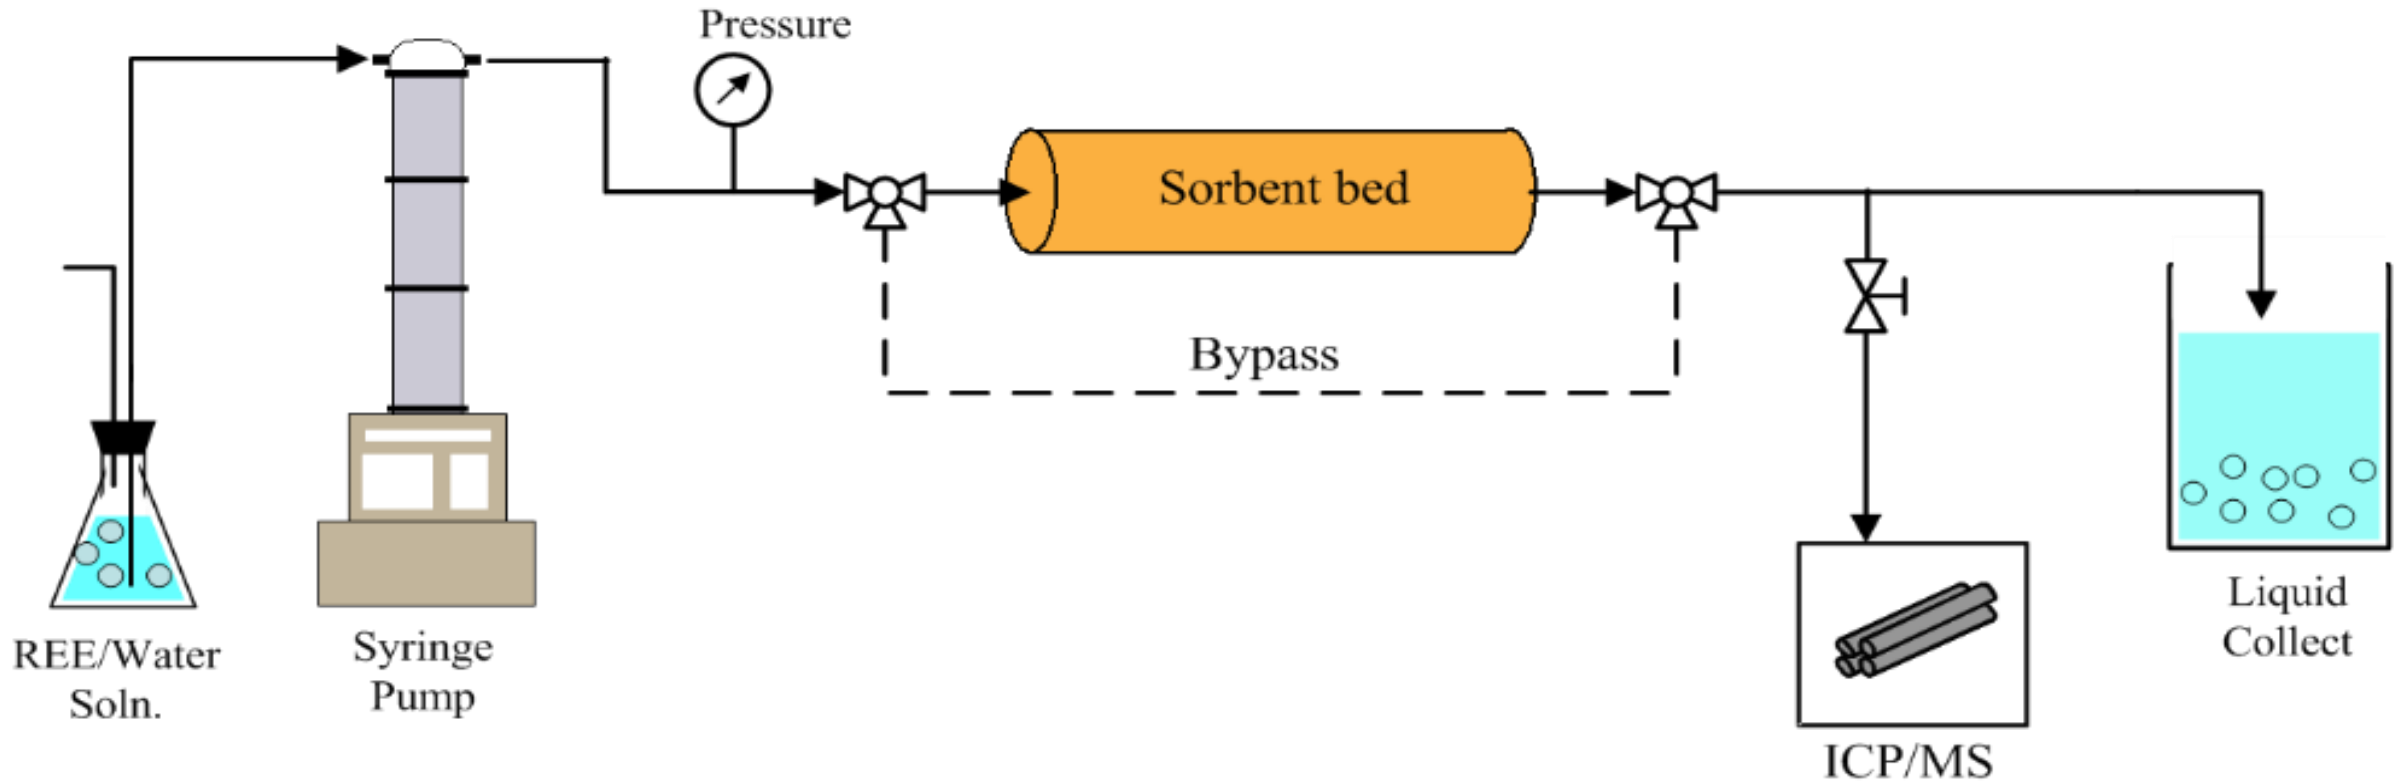 Pressure
Sorbent bed
Bypass
REE/Water
Soln.
Syringe
Pump
Liquid
Collect
ICP/MS